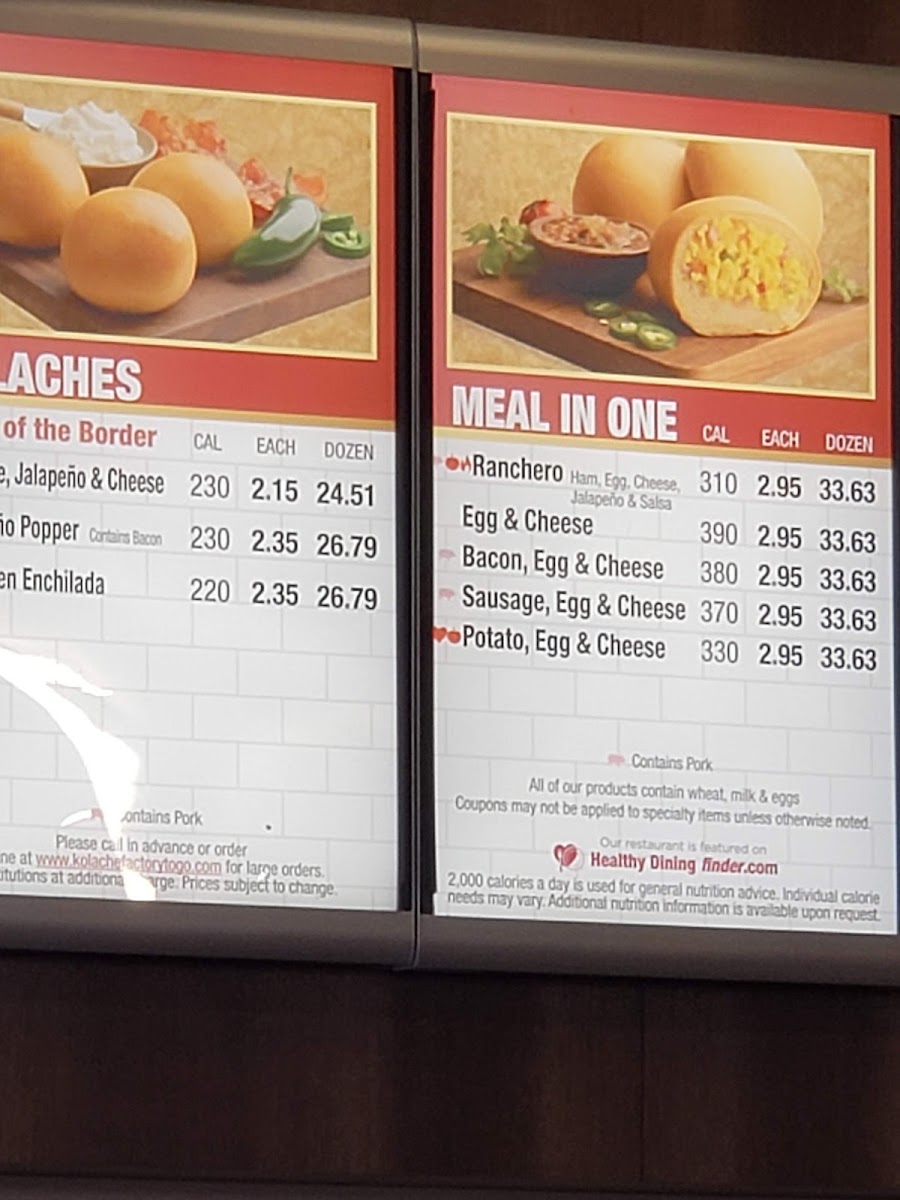 LACHES
of the Border CAL EACH DOZEN
e, Jalapeño & Cheese 230 2.15 24.51
ño Popper Contains Bacon 230 2.35 26.79
en Enchilada 220 2.35 26.79
ontains Pork
Please call in advance or order
ne at www.kolachefactorytogo.com for large orders.
itutions at additional charge. Prices subject to change.
MEAL IN ONE CAL EACH DOZEN
Ranchero Ham, Egg, Cheese, 310 2.95 33.63
Jalapeño & Salsa
Egg & Cheese 390 2.95 33.63
Bacon, Egg & Cheese 380 2.95 33.63
Sausage, Egg & Cheese 370 2.95 33.63
Potato, Egg & Cheese 330 2.95 33.63
Contains Pork
All of our products contain wheat, milk & eggs
Coupons may not be applied to specialty items unless otherwise noted.
Our restaurant is featured on
Healthy Dining finder.com
2,000 calories a day is used for general nutrition advice. Individual calorie
needs may vary. Additional nutrition information is available upon request.